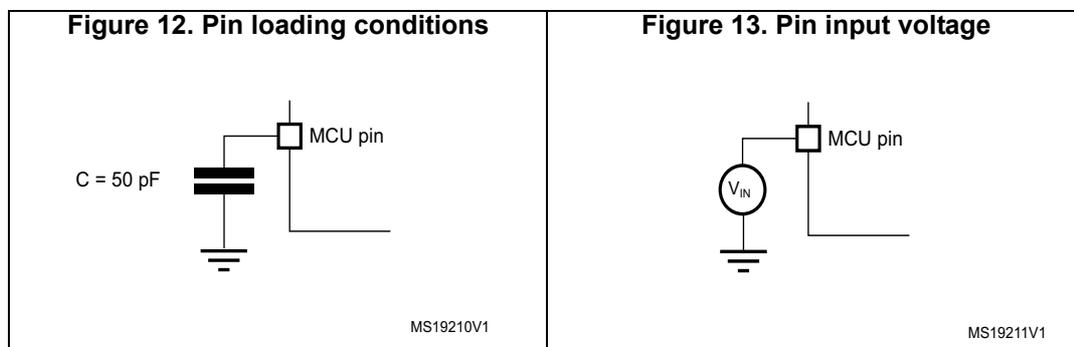 Figure 12. Pin loading conditions
MCU pin
C = 50 pF
MS19210V1
Figure 13. Pin input voltage
MCU pin
VIN
MS19211V1